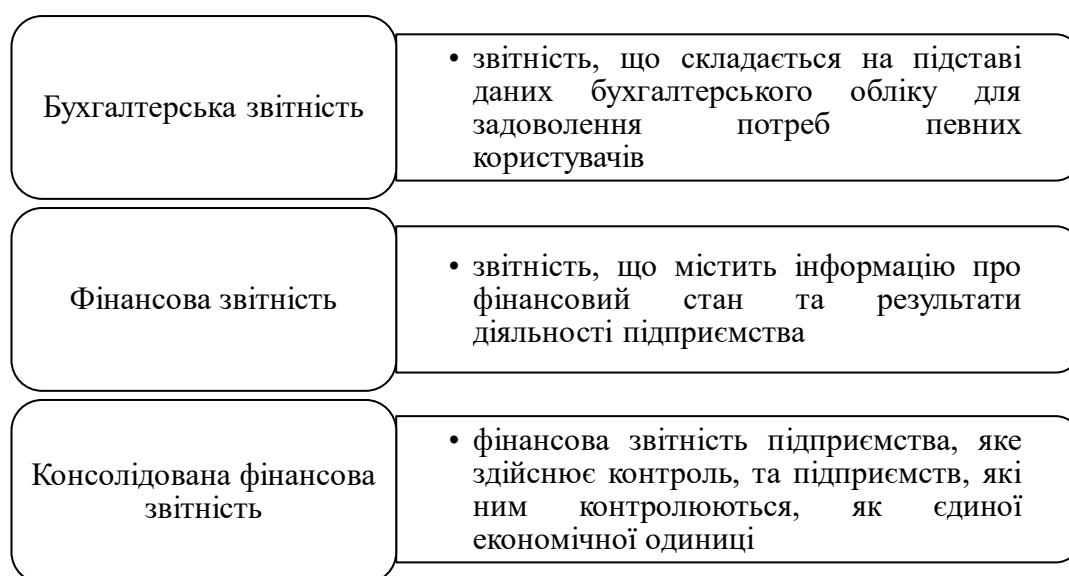 Бухгалтерська звітність
• звітність, що складається на підставі
даних бухгалтерського обліку для
задоволення потреб певних
користувачів
Фінансова звітність
• звітність, що містить інформацію про
фінансовий стан та результати
діяльності підприємства
Консолідована фінансова
звітність
• фінансова звітність підприємства, яке
здійснює контроль, та підприємств, які
ним контролюються, як єдиної
економічної одиниці